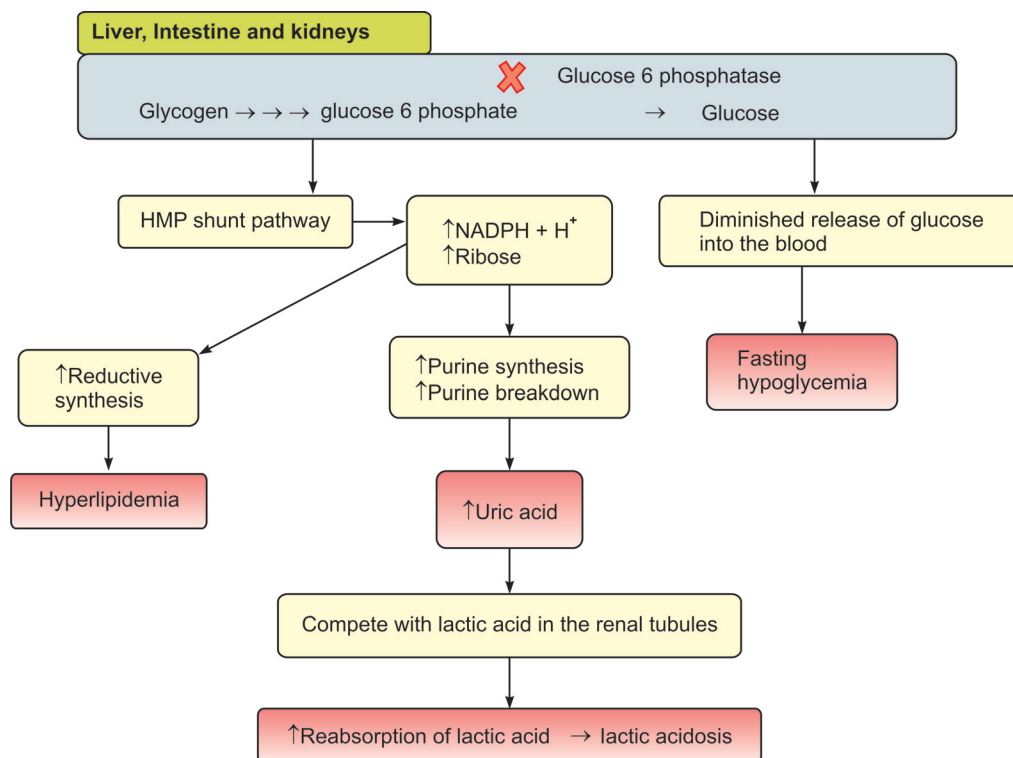 Liver, Intestine and kidneys
Glucose 6 phosphatase
Glycogen → → → glucose 6 phosphate → Glucose
HMP shunt pathway
↑NADPH + H⁺
↑Ribose
Diminished release of glucose
into the blood
↑Reductive
synthesis
↑Purine synthesis
↑Purine breakdown
Fasting
hypoglycemia
Hyperlipidemia
↑Uric acid
Compete with lactic acid in the renal tubules
↑Reabsorption of lactic acid → lactic acidosis